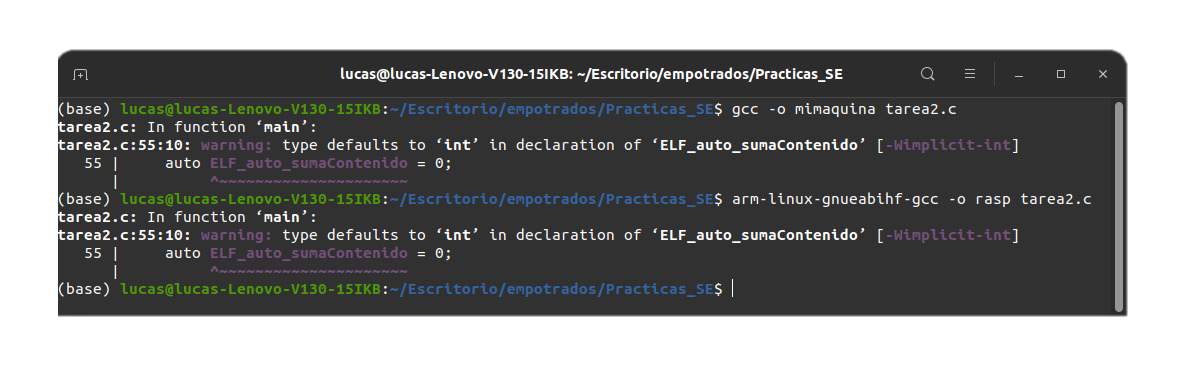 lucas@lucas-Lenovo-V130-15IKB: ~/Escritorio/empotrados/Practicas_SE
(base) lucas@lucas-Lenovo-V130-15IKB:~/Escritorio/empotrados/Practicas_SE$ gcc -o mimaquina tarea2.c
tarea2.c: In function ‘main’:
tarea2.c:55:10: warning: type defaults to ‘int’ in declaration of ‘ELF_auto_sumaContenido’ [-Wimplicit-int]
   55 |     auto ELF_auto_sumaContenido = 0;
      |          ^~~~~~~~~~~~~~~~~~~~~~
(base) lucas@lucas-Lenovo-V130-15IKB:~/Escritorio/empotrados/Practicas_SE$ arm-linux-gnueabihf-gcc -o rasp tarea2.c
tarea2.c: In function ‘main’:
tarea2.c:55:10: warning: type defaults to ‘int’ in declaration of ‘ELF_auto_sumaContenido’ [-Wimplicit-int]
   55 |     auto ELF_auto_sumaContenido = 0;
      |          ^~~~~~~~~~~~~~~~~~~~~~
(base) lucas@lucas-Lenovo-V130-15IKB:~/Escritorio/empotrados/Practicas_SE$